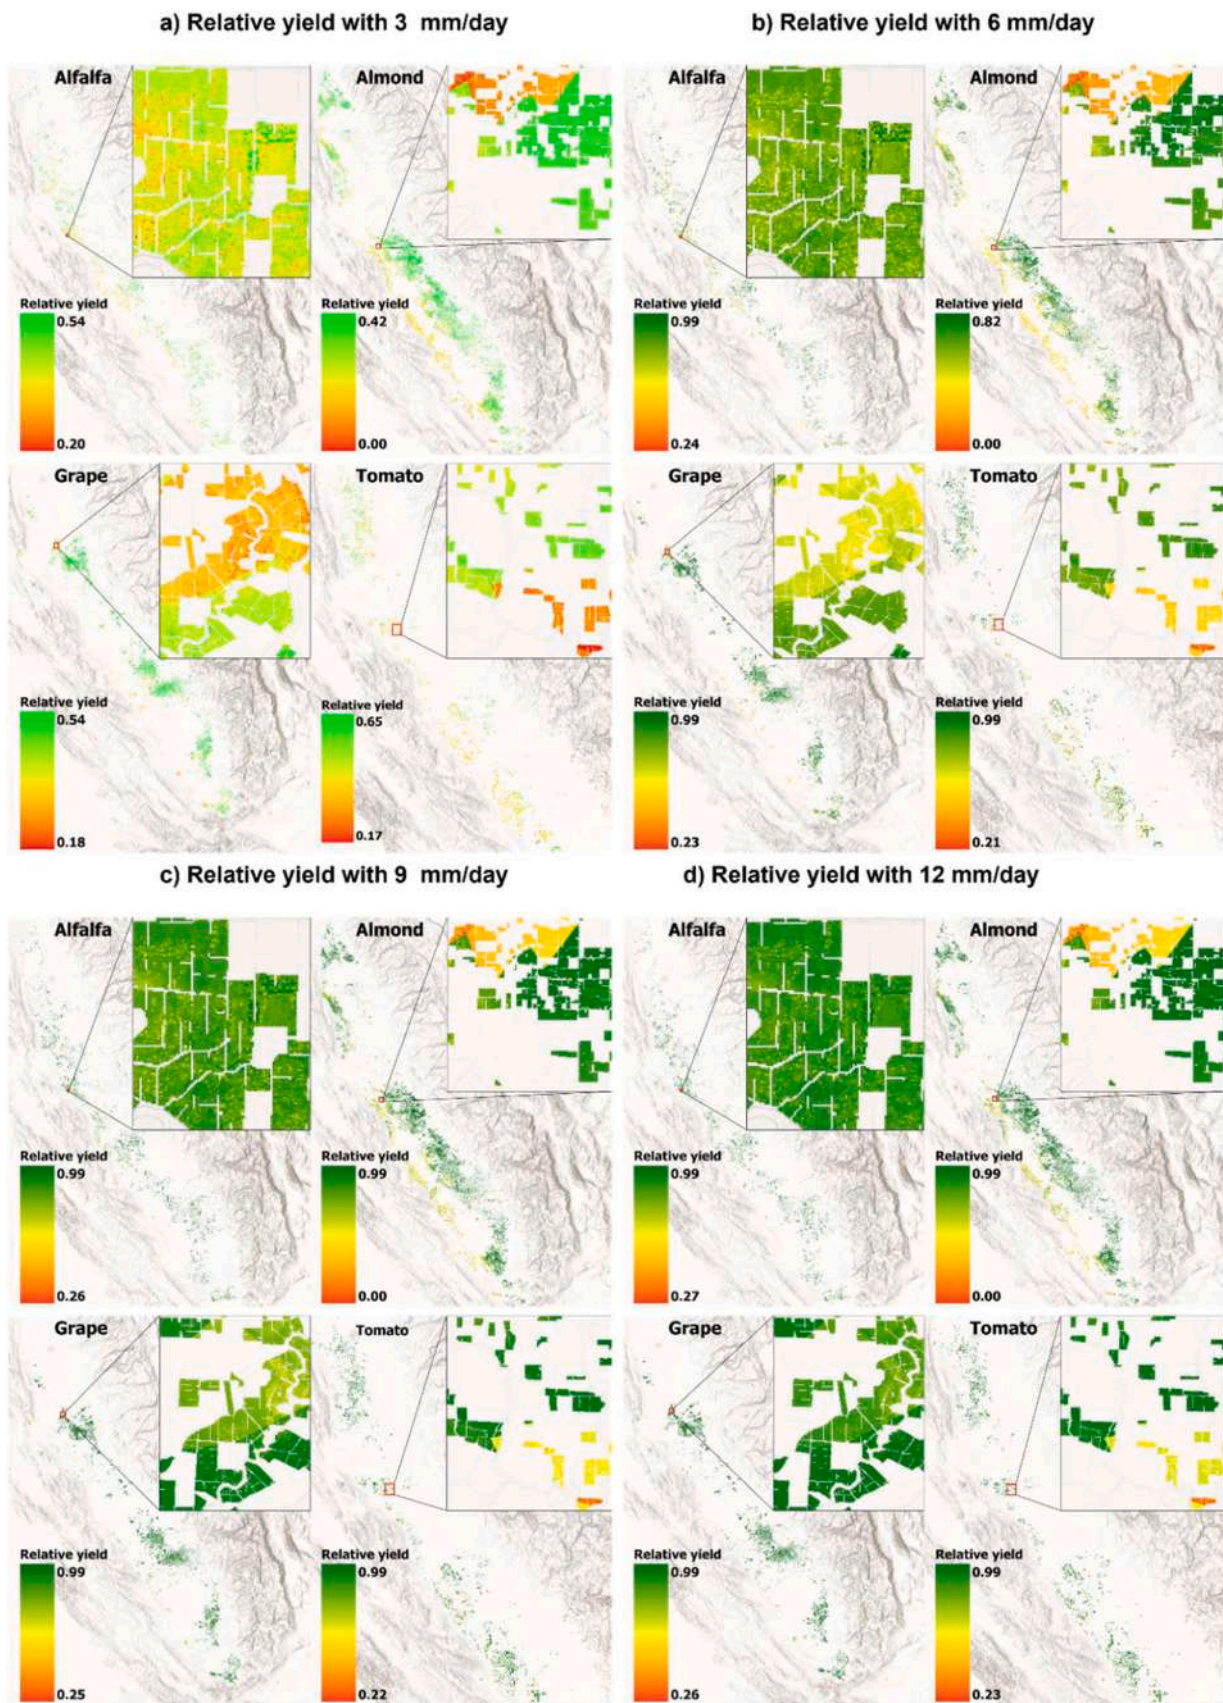 a) Relative yield with 3 mm/day
b) Relative yield with 6 mm/day
Alfalfa
Almond
Alfalfa
Almond
Relative yield
0.54
0.20
Relative yield
0.42
0.00
Relative yield
0.99
0.24
Relative yield
0.82
0.00
Grape
Tomato
Grape
Tomato
Relative yield
0.54
0.18
Relative yield
0.65
0.17
Relative yield
0.99
0.23
Relative yield
0.99
0.21
c) Relative yield with 9 mm/day
d) Relative yield with 12 mm/day
Alfalfa
Almond
Alfalfa
Almond
Relative yield
0.99
0.26
Relative yield
0.99
0.00
Relative yield
0.99
0.27
Relative yield
0.99
0.00
Grape
Tomato
Grape
Tomato
Relative yield
0.99
0.25
Relative yield
0.99
0.22
Relative yield
0.99
0.26
Relative yield
0.99
0.23